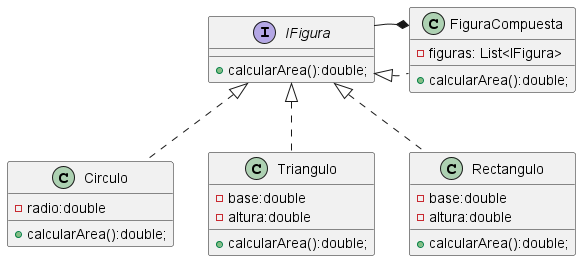 I IFigura
calcularArea():double;
C FiguraCompuesta
figuras: List<IFigura>
calcularArea():double;
C Circulo
radio:double
calcularArea():double;
C Triangulo
base:double
altura:double
calcularArea():double;
C Rectangulo
base:double
altura:double
calcularArea():double;